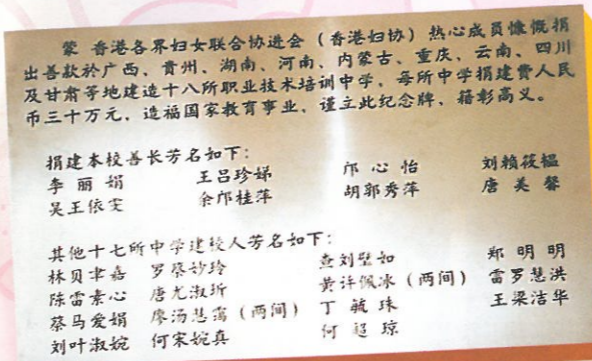 蒙 香港各界妇女联合协进会（香港妇协）热心成员慷慨捐
出善款於广西、贵州、湖南、河南、内蒙古、重庆、云南、四川
及甘肃等地建造十八所职业技术培训中学，每所中学捐建费人民
币三十万元，造福国家教育事业，谨立此纪念牌，籍彰高义。
捐建本校善长芳名如下：
李丽娟 王吕珍娣 邝心怡 刘赖筱韫
吴王依雯 余邝桂萍 胡郭秀萍 唐美馨
其他十七所中学建校人芳名如下：
林贝聿嘉 罗蔡妙玲 查刘璧如 郑明明
陈雷素心 唐尤淑圻 黄许佩冰（两间） 雷罗慧洪
蔡马爱娟 廖汤慧霭（两间） 丁毓珠 王梁洁华
刘叶淑婉 何宋婉真 何超琼